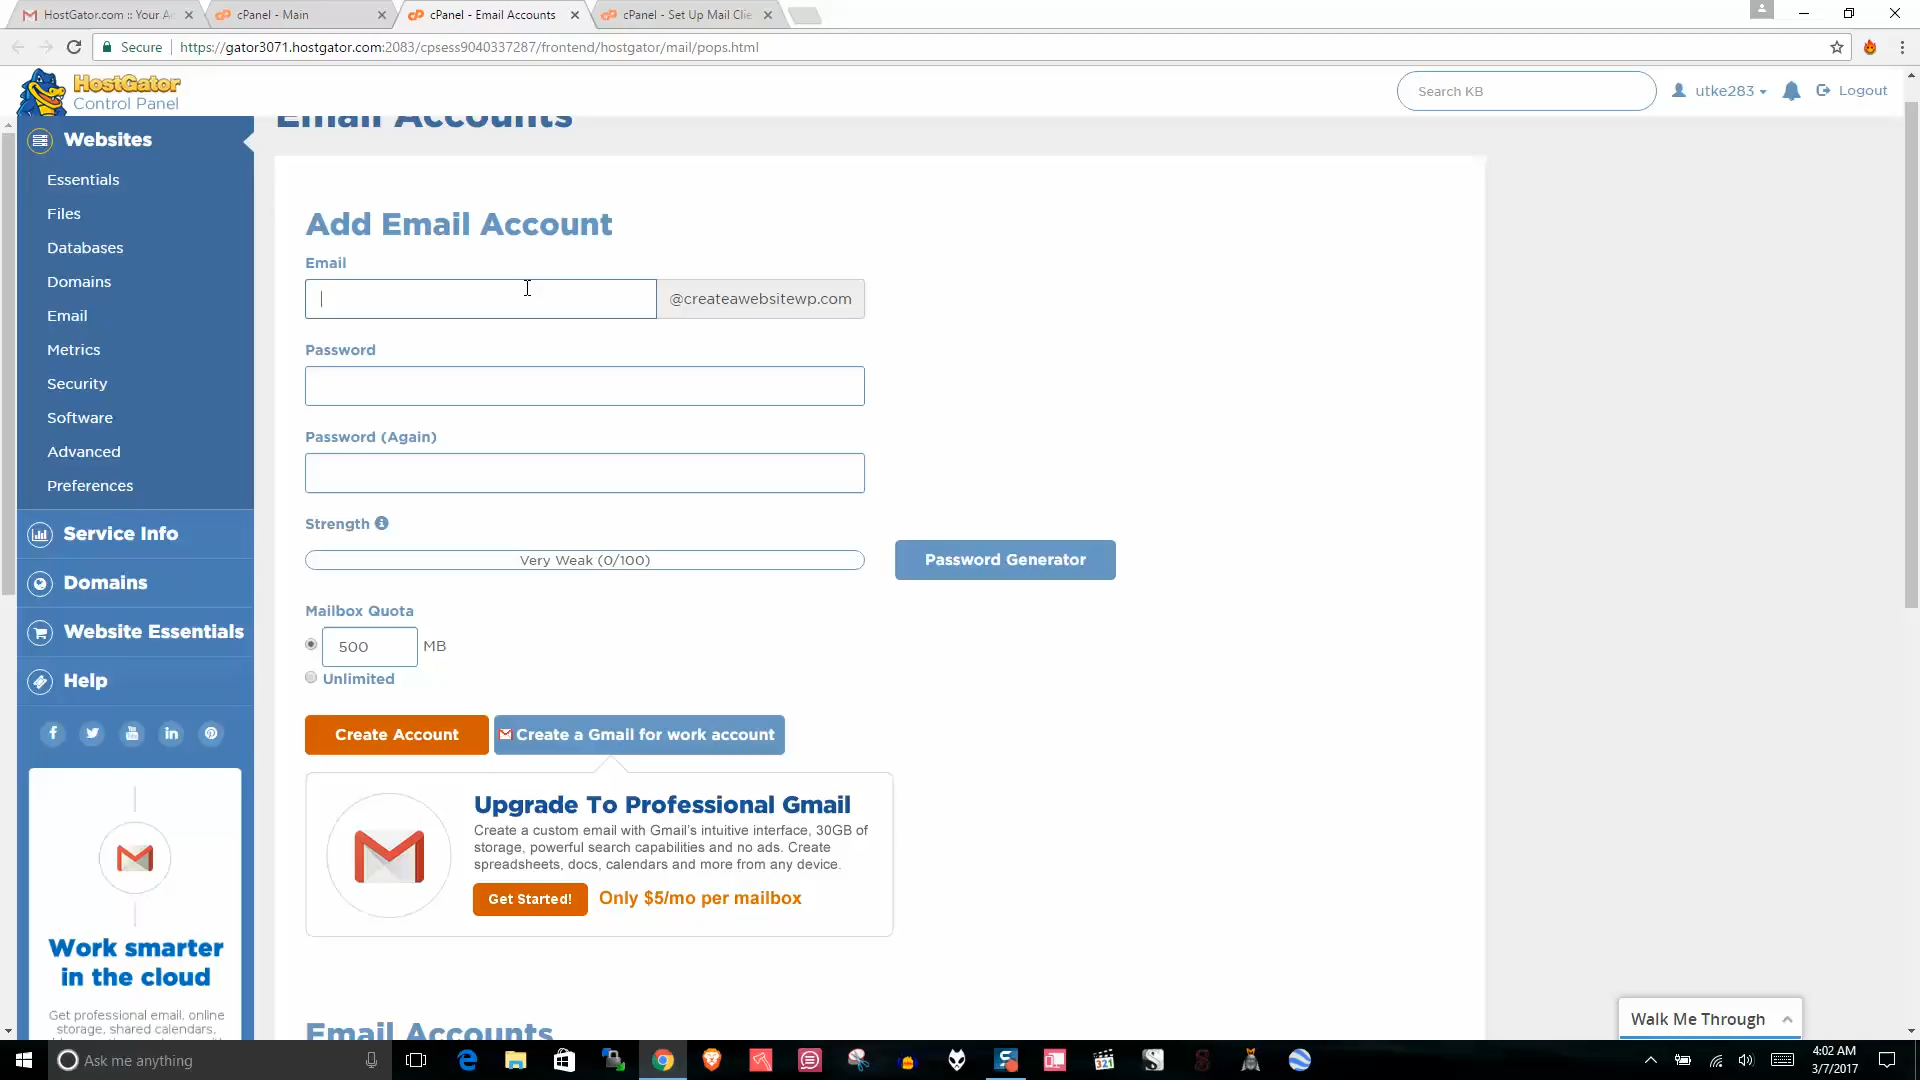 HostGator.com :: Your A
cPanel - Main
cPanel - Email Accounts
cPanel - Set Up Mail Clie
Secure
https://gator3071.hostgator.com:2083/cpsess9040337287/frontend/hostgator/mail/pops.html
HostGator
Control Panel
Search KB
utke283
Logout
Email Accounts
Websites
Essentials
Files
Databases
Domains
Email
Metrics
Security
Software
Advanced
Preferences
Service Info
Domains
Website Essentials
Help
Work smarter
in the cloud
Get professional email, online
storage, shared calendars,
Add Email Account
Email
@createawebsitewp.com
Password
Password (Again)
Strength
Very Weak (0/100)
Password Generator
Mailbox Quota
500 MB
Unlimited
Create Account
Create a Gmail for work account
Upgrade To Professional Gmail
Create a custom email with Gmail's intuitive interface, 30GB of
storage, powerful search capabilities and no ads. Create
spreadsheets, docs, calendars and more from any device.
Get Started!
Only $5/mo per mailbox
Email Accounts
Walk Me Through
Ask me anything
4:02 AM
3/7/2017